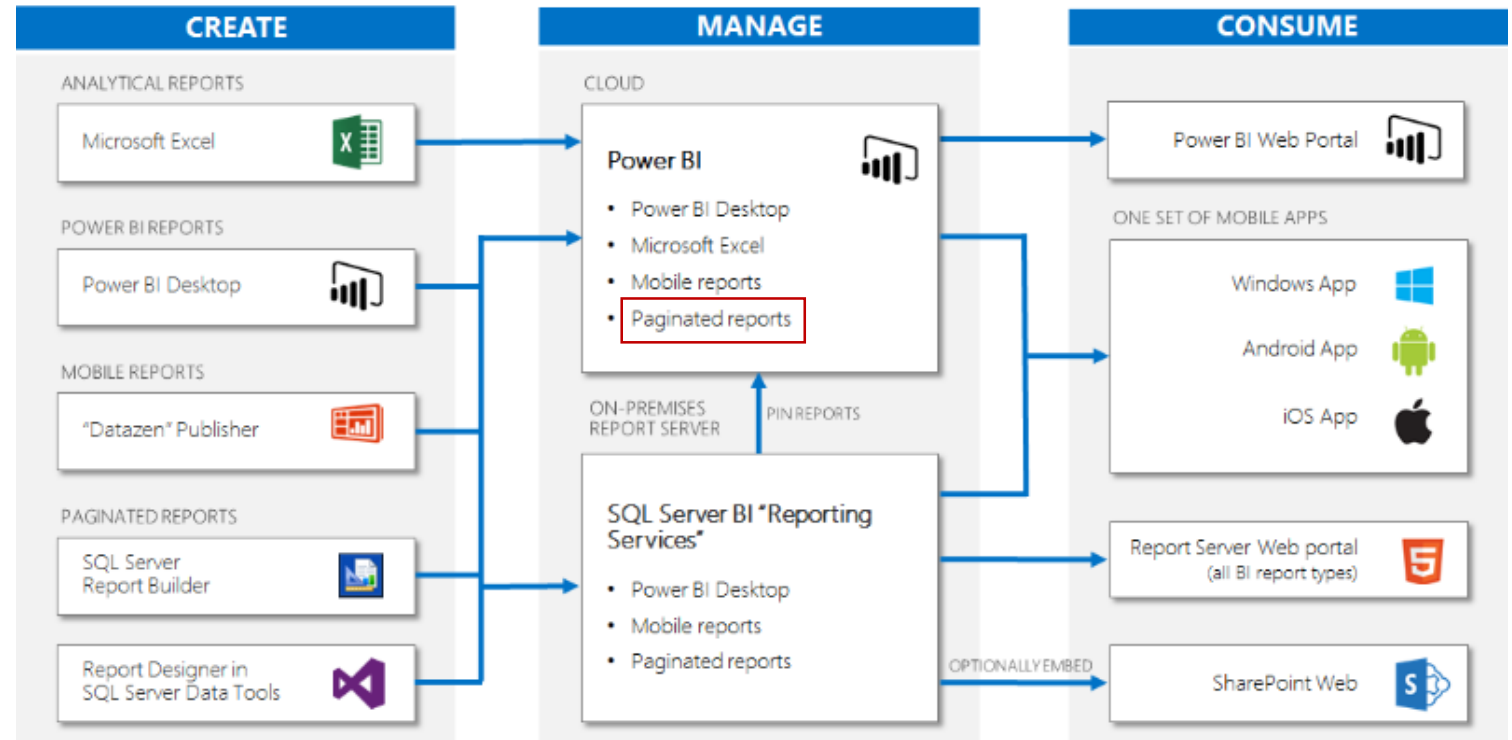 CREATE
ANALYTICAL REPORTS
Microsoft Excel
POWER BI REPORTS
Power BI Desktop
MOBILE REPORTS
“Datazen” Publisher
PAGINATED REPORTS
SQL Server
Report Builder
Report Designer in
SQL Server Data Tools
MANAGE
CLOUD
Power BI
• Power BI Desktop
• Microsoft Excel
• Mobile reports
• Paginated reports
ON-PREMISES
REPORT SERVER
PIN REPORTS
SQL Server BI “Reporting
Services”
• Power BI Desktop
• Mobile reports
• Paginated reports
OPTIONALLY EMBED
CONSUME
Power BI Web Portal
ONE SET OF MOBILE APPS
Windows App
Android App
iOS App
Report Server Web portal
(all BI report types)
SharePoint Web